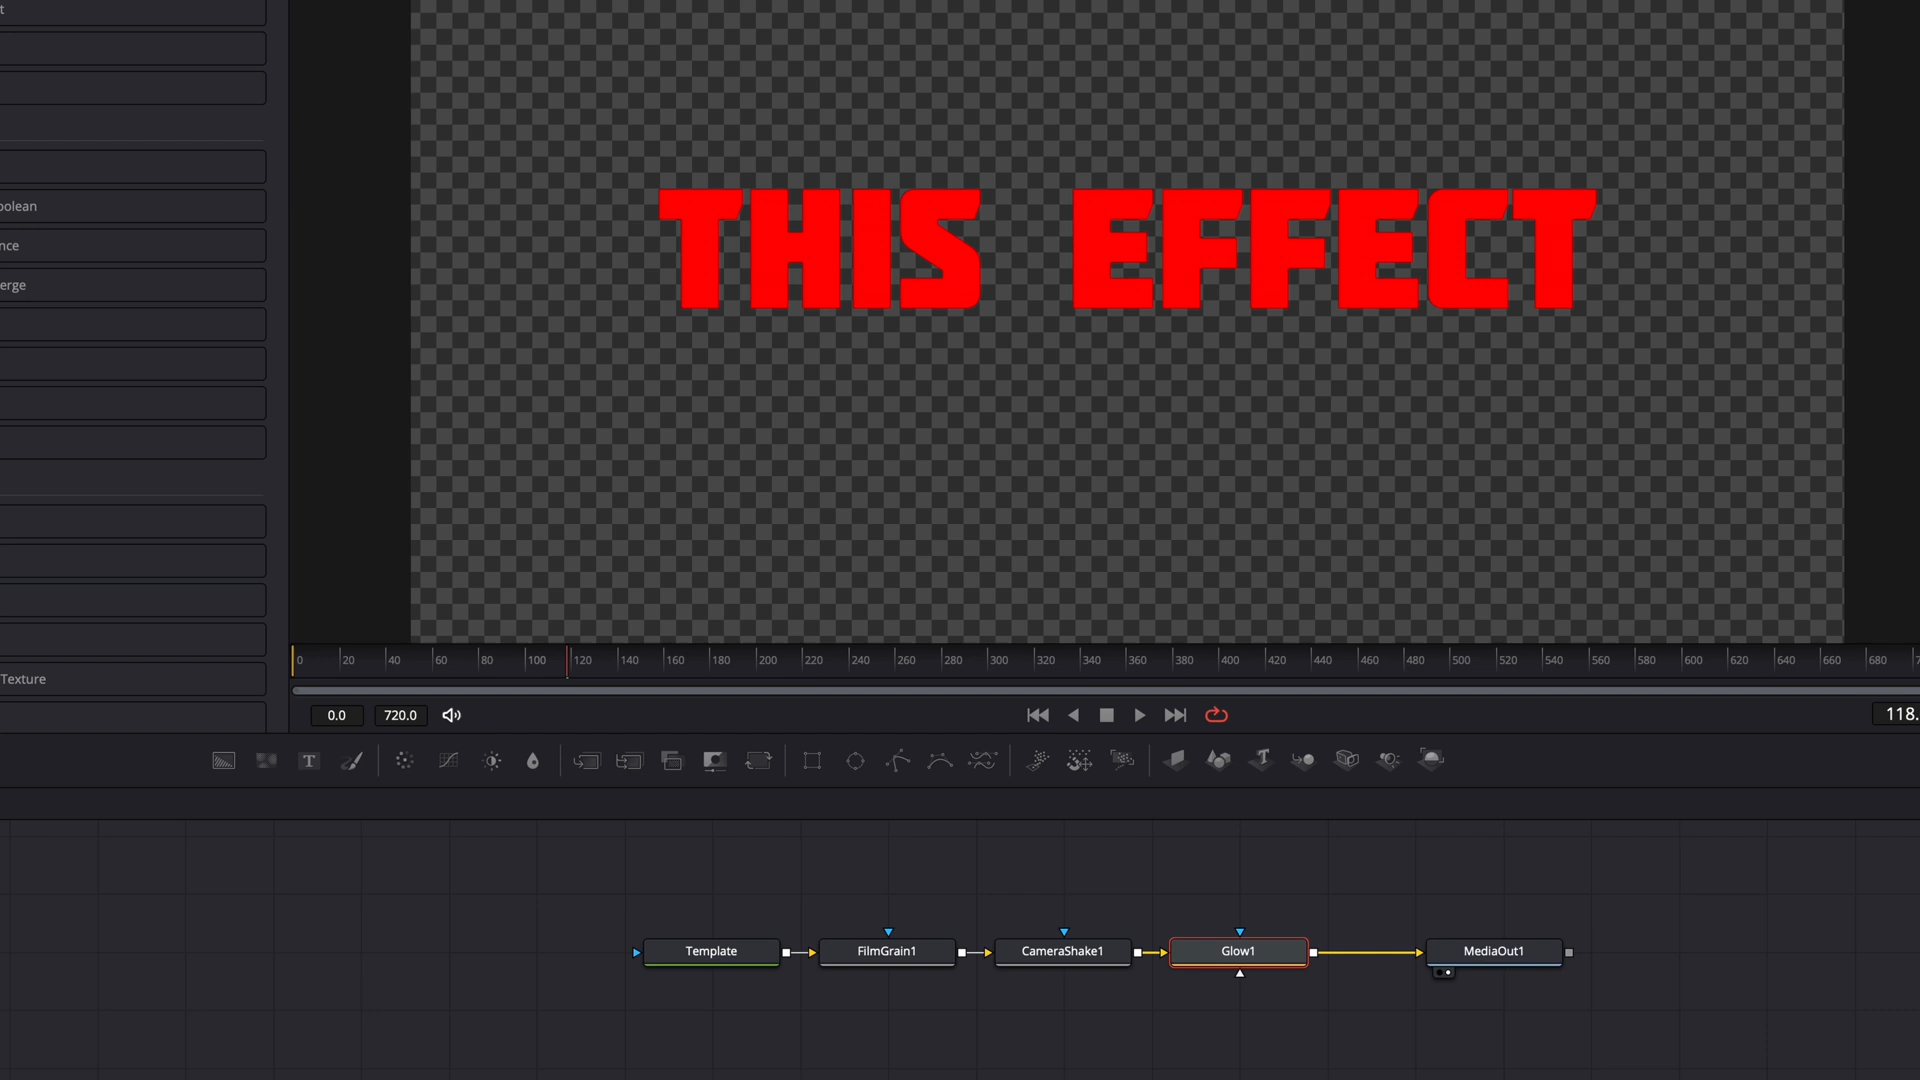 t
THIS EFFECT
oolean
nce
erge
Texture
0 20 40 60 80 100 120 140 160 180 200 220 240 260 280 300 320 340 360 380 400 420 440 460 480 500 520 540 560 580 600 620 640 660 680
0.0 720.0 118.
T T
Template FilmGrain1 CameraShake1 Glow1 MediaOut1